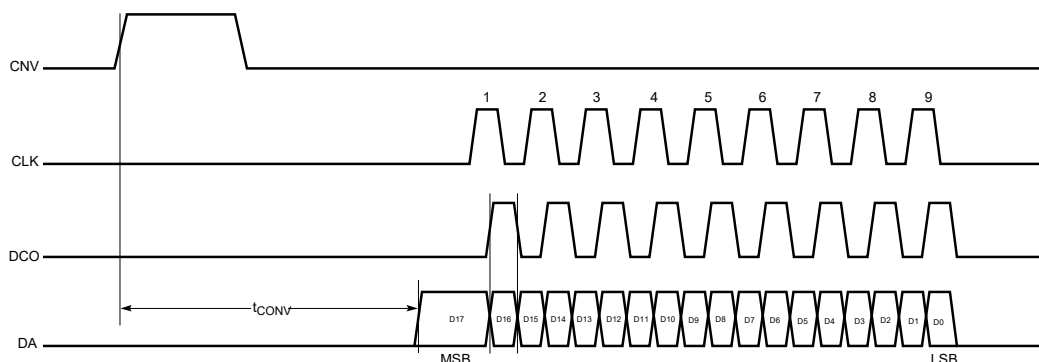 CNV
1 2 3 4 5 6 7 8 9
CLK
DCO
tCONV
D17 D16 D15 D14 D13 D12 D11 D10 D9 D8 D7 D6 D5 D4 D3 D2 D1 D0
DA
MSB LSB